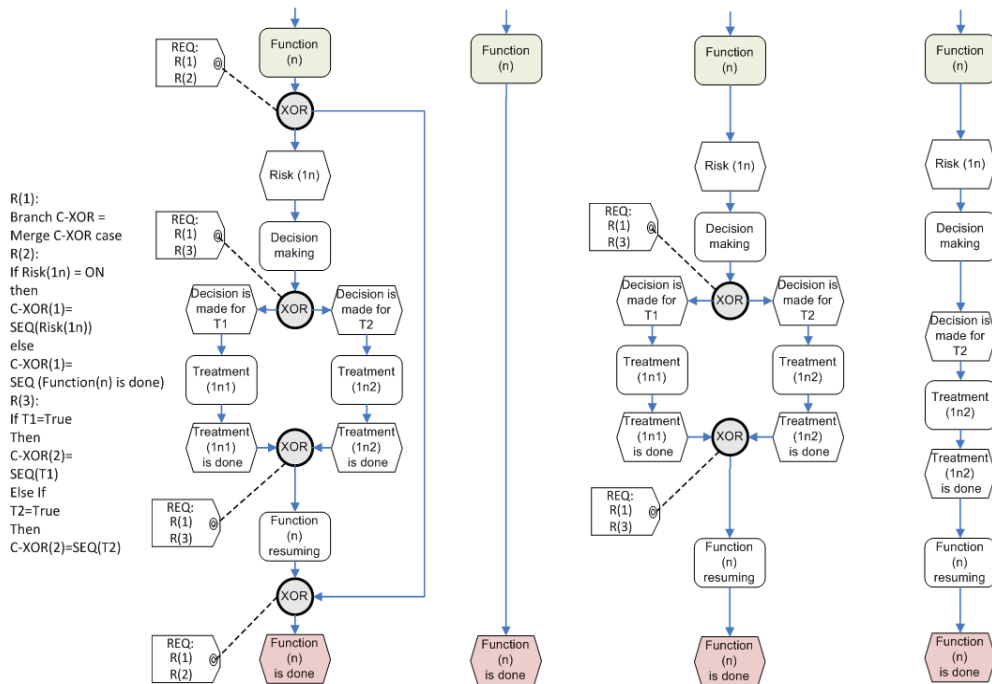 R(1):
Branch C-XOR =
Merge C-XOR case
R(2):
If Risk(1n) = ON
then
C-XOR(1)=
SEQ(Risk(1n))
else
C-XOR(1)=
SEQ (Function(n) is done)
R(3):
If T1=True
Then
C-XOR(2)=
SEQ(T1)
Else If
T2=True
Then
C-XOR(2)=SEQ(T2)
REQ:
R(1)
R(2)
Function
(n)
XOR
Risk (1n)
REQ:
R(1)
R(3)
Decision
making
XOR
Decision is
made for
T1
Decision is
made for
T2
Treatment
(1n1)
Treatment
(1n2)
Treatment
(1n1)
is done
XOR
Treatment
(1n2)
is done
REQ:
R(1)
R(3)
Function
(n)
resuming
XOR
REQ:
R(1)
R(2)
Function
(n)
is done
Function
(n)
Function
(n)
is done
Function
(n)
Risk (1n)
REQ:
R(1)
R(3)
Decision
making
XOR
Decision is
made for
T1
Decision is
made for
T2
Treatment
(1n1)
Treatment
(1n2)
Treatment
(1n1)
is done
XOR
Treatment
(1n2)
is done
REQ:
R(1)
R(3)
Function
(n)
resuming
Function
(n)
is done
Function
(n)
Risk (1n)
Decision
making
Decision is
made for
T2
Treatment
(1n2)
Treatment
(1n2)
is done
Function
(n)
resuming
Function
(n)
is done